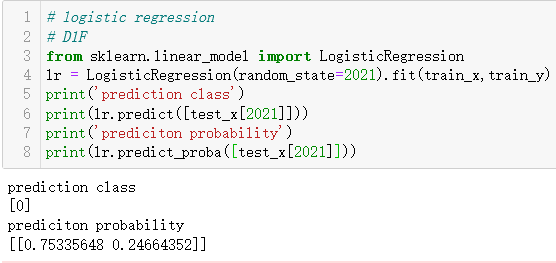 1 # logistic regression
2 # D1F
3 from sklearn.linear_model import LogisticRegression
4 lr = LogisticRegression(random_state=2021).fit(train_x,train_y)
5 print('prediction class')
6 print(lr.predict([test_x[2021]]))
7 print('prediciton probability')
8 print(lr.predict_proba([test_x[2021]]))
prediction class
[0]
prediciton probability
[[0.75335648 0.24664352]]